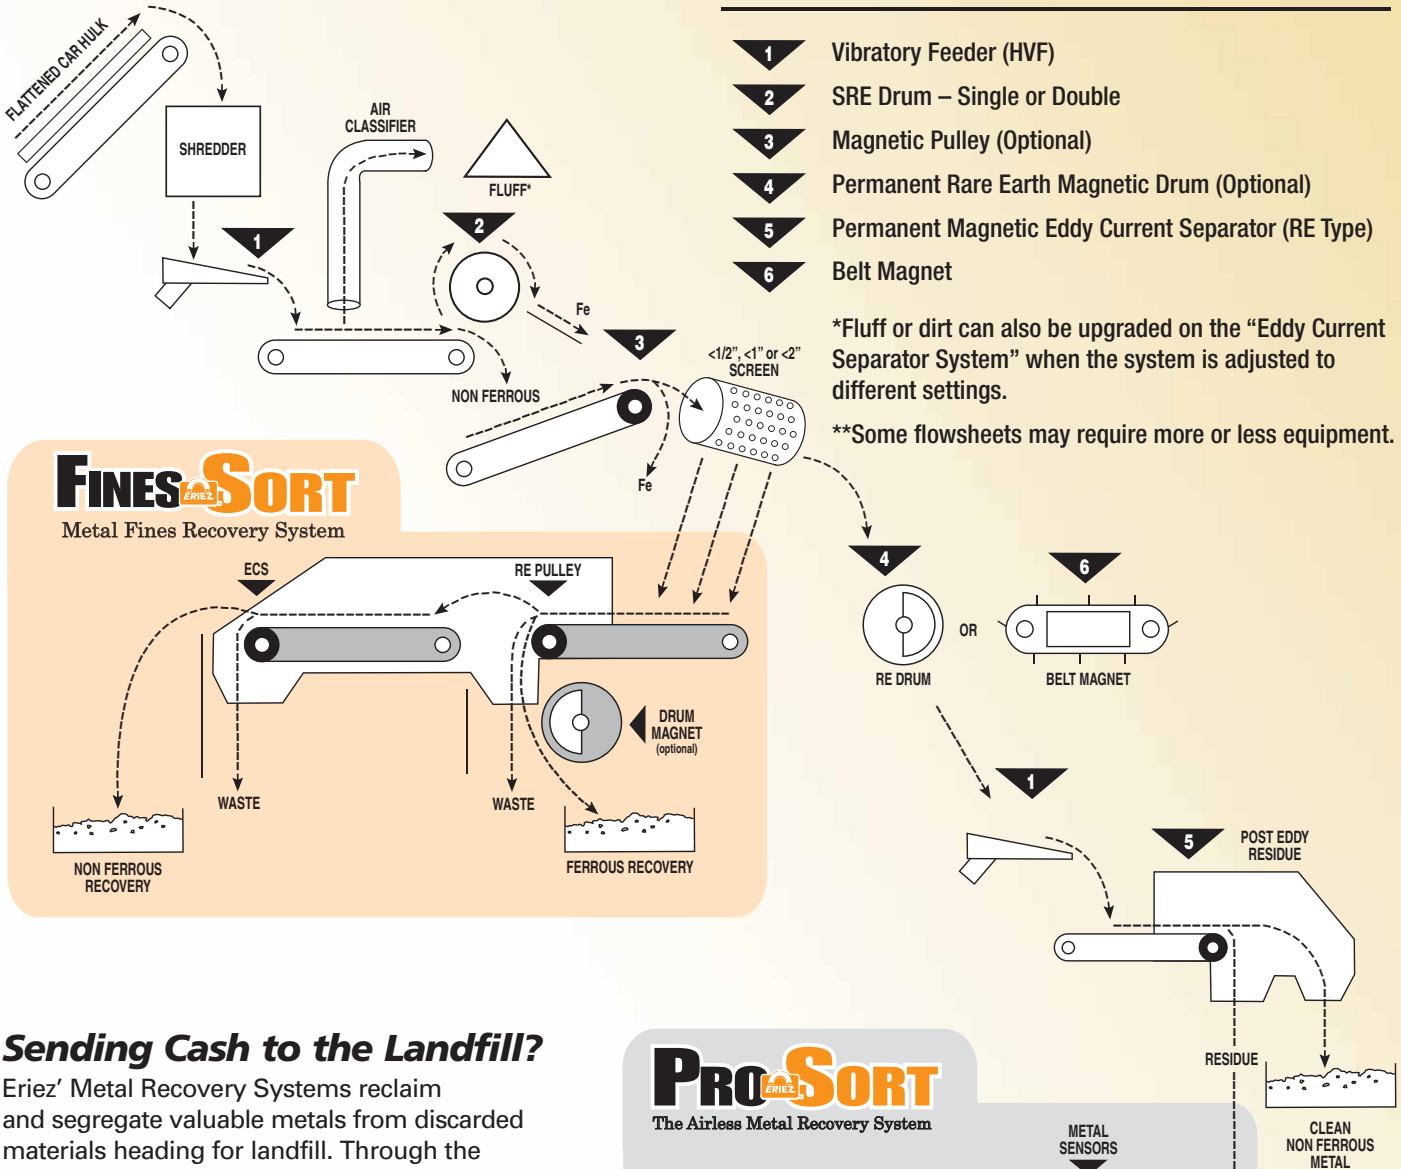 FLATTENED CAR HULK
SHREDDER
AIR
CLASSIFIER
FLUFF*
1
2
Fe
NON FERROUS
3
Fe
<1/2”, <1” or <2”
SCREEN
1 Vibratory Feeder (HVF)
2 SRE Drum – Single or Double
3 Magnetic Pulley (Optional)
4 Permanent Rare Earth Magnetic Drum (Optional)
5 Permanent Magnetic Eddy Current Separator (RE Type)
6 Belt Magnet
*Fluff or dirt can also be upgraded on the “Eddy Current
Separator System” when the system is adjusted to
different settings.
**Some flowsheets may require more or less equipment.
FINES ERIEZ SORT
Metal Fines Recovery System
ECS
RE PULLEY
DRUM
MAGNET
(optional)
WASTE
WASTE
NON FERROUS
RECOVERY
FERROUS RECOVERY
4
6
OR
RE DRUM
BELT MAGNET
1
5
POST EDDY
RESIDUE
RESIDUE
CLEAN
NON FERROUS
METAL
Sending Cash to the Landfill?
Eriez’ Metal Recovery Systems reclaim
and segregate valuable metals from discarded
materials heading for landfill. Through the
PRO ERIEZ SORT
The Airless Metal Recovery System
METAL
SENSORS